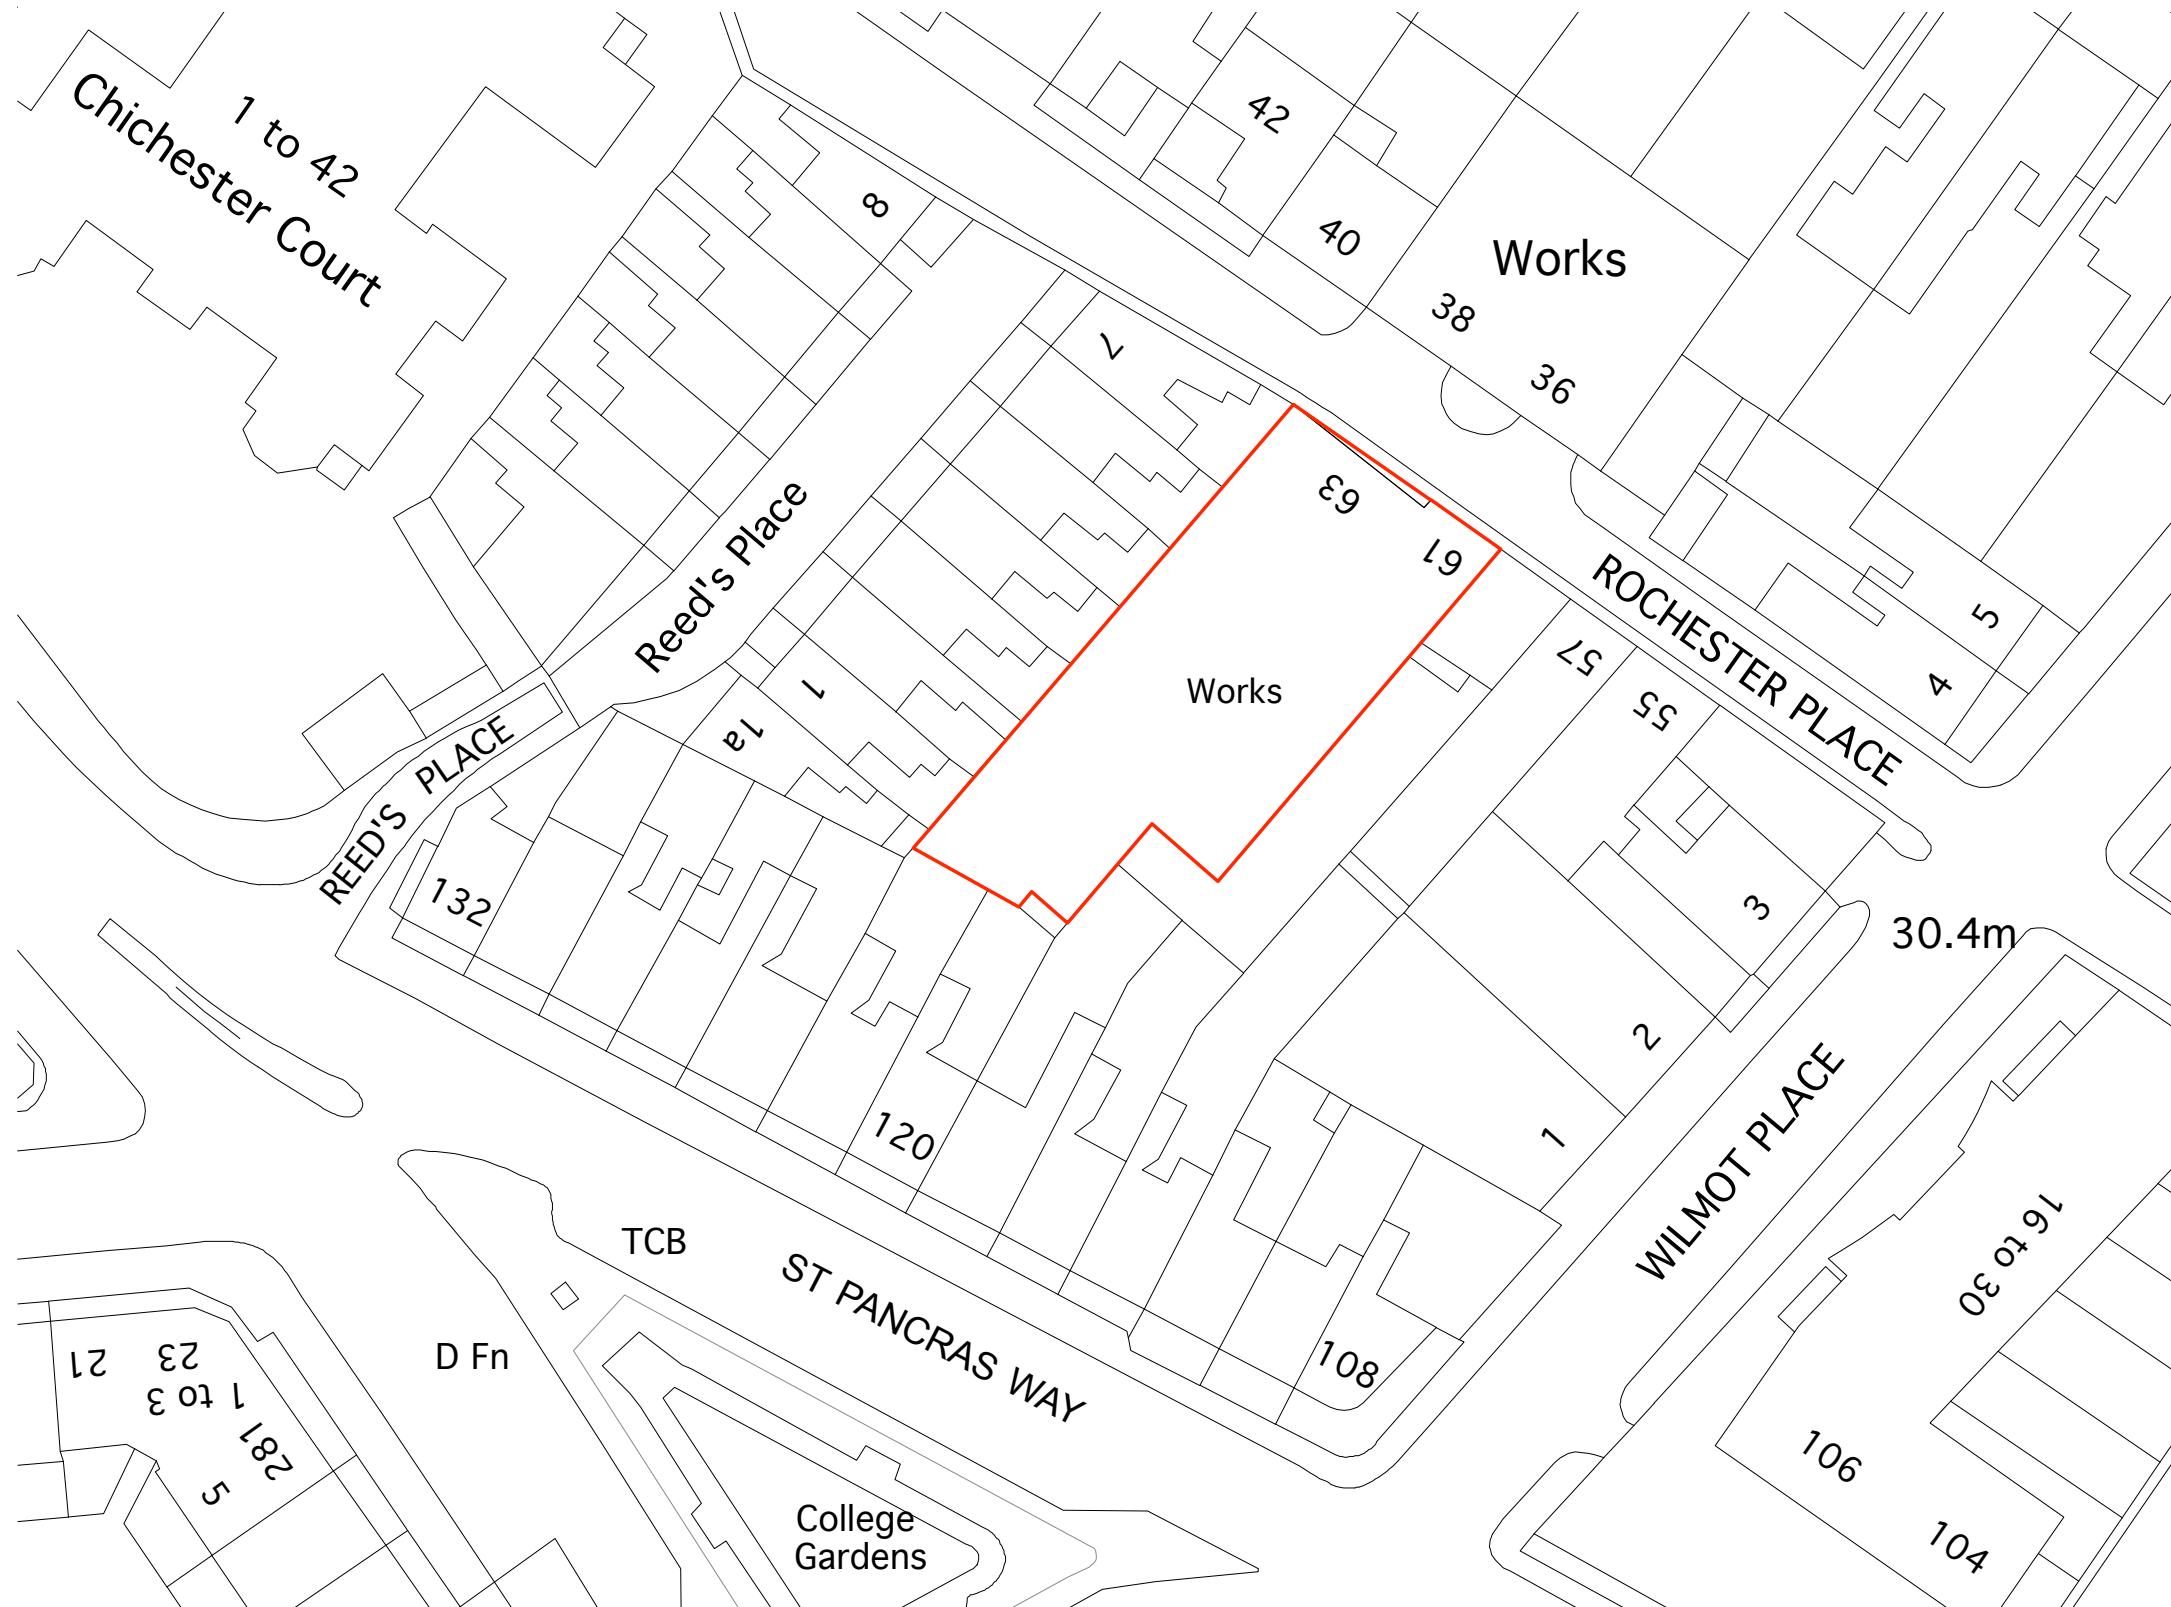 1 to 42
Chichester Court
8
42
40
Works
38
36
7
63
61
Reed's Place
Works
ROCHESTER PLACE
57
55
5
4
1
1a
REED'S PLACE
132
3
30.4m
2
1
WILMOT PLACE
120
TCB
ST PANCRAS WAY
108
16 to 30
D Fn
21
23
1 to 3
281
5
College
Gardens
106
104